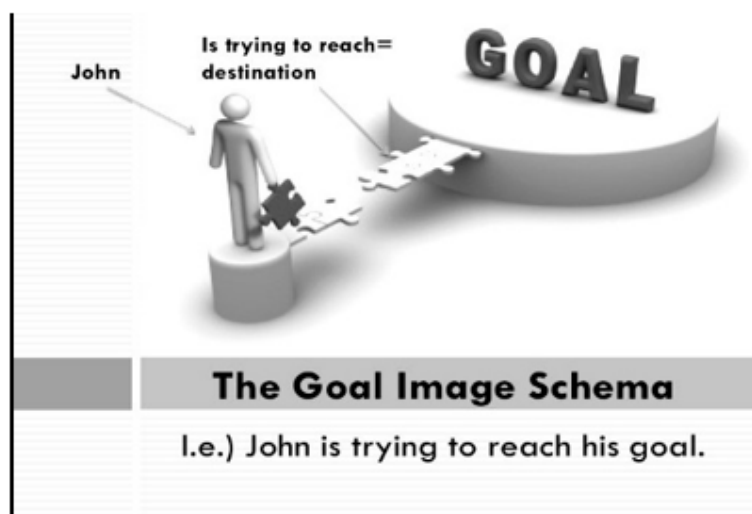 GOAL
Is trying to reach=
destination
John
The Goal Image Schema
I.e.) John is trying to reach his goal.